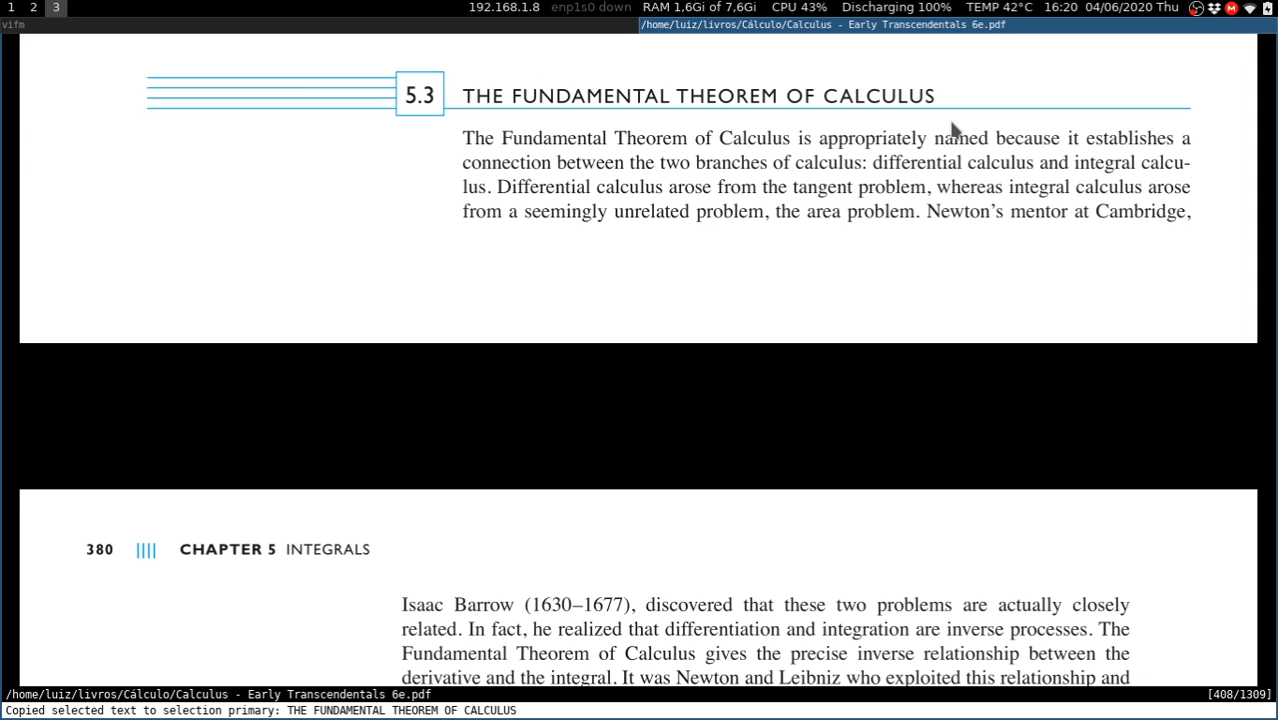 1 2 3 192.168.1.8 enp1s0 down RAM 1,6Gi of 7,6Gi CPU 43% Discharging 100% TEMP 42°C 16:20 04/06/2020 Thu
vifm /home/luiz/livros/Cálculo/Calculus - Early Transcendentals 6e.pdf
5.3 THE FUNDAMENTAL THEOREM OF CALCULUS
The Fundamental Theorem of Calculus is appropriately named because it establishes a
connection between the two branches of calculus: differential calculus and integral calcu-
lus. Differential calculus arose from the tangent problem, whereas integral calculus arose
from a seemingly unrelated problem, the area problem. Newton's mentor at Cambridge,
380 CHAPTER 5 INTEGRALS
Isaac Barrow (1630–1677), discovered that these two problems are actually closely
related. In fact, he realized that differentiation and integration are inverse processes. The
Fundamental Theorem of Calculus gives the precise inverse relationship between the
derivative and the integral. It was Newton and Leibniz who exploited this relationship and
/home/luiz/livros/Cálculo/Calculus - Early Transcendentals 6e.pdf [408/1309]
Copied selected text to selection primary: THE FUNDAMENTAL THEOREM OF CALCULUS